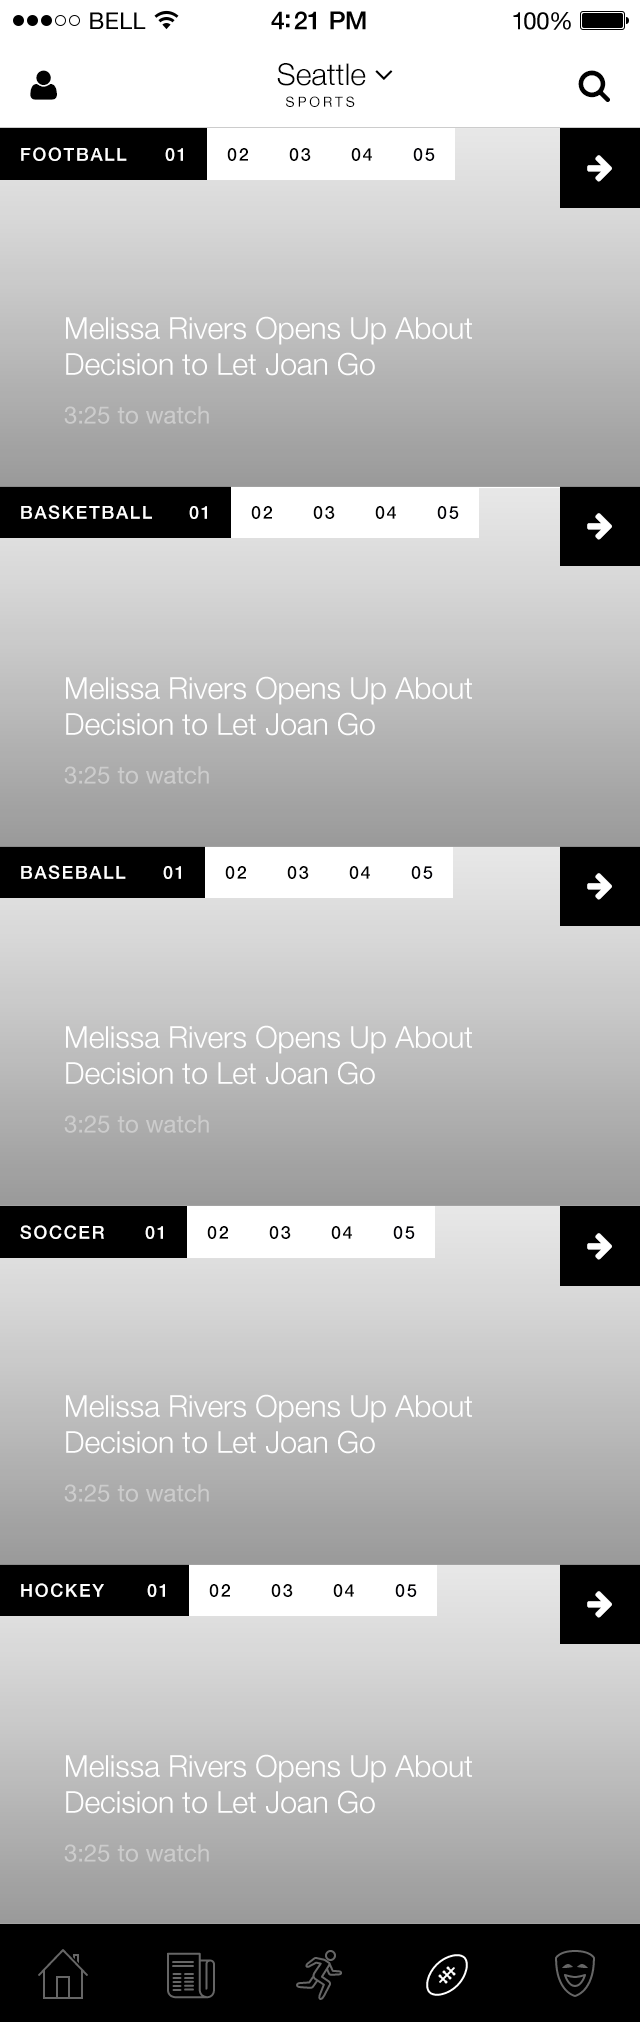 BELL 4:21 PM 100%
Seattle
SPORTS
FOOTBALL 01 02 03 04 05
Melissa Rivers Opens Up About
Decision to Let Joan Go
3:25 to watch
BASKETBALL 01 02 03 04 05
Melissa Rivers Opens Up About
Decision to Let Joan Go
3:25 to watch
BASEBALL 01 02 03 04 05
Melissa Rivers Opens Up About
Decision to Let Joan Go
3:25 to watch
SOCCER 01 02 03 04 05
Melissa Rivers Opens Up About
Decision to Let Joan Go
3:25 to watch
HOCKEY 01 02 03 04 05
Melissa Rivers Opens Up About
Decision to Let Joan Go
3:25 to watch